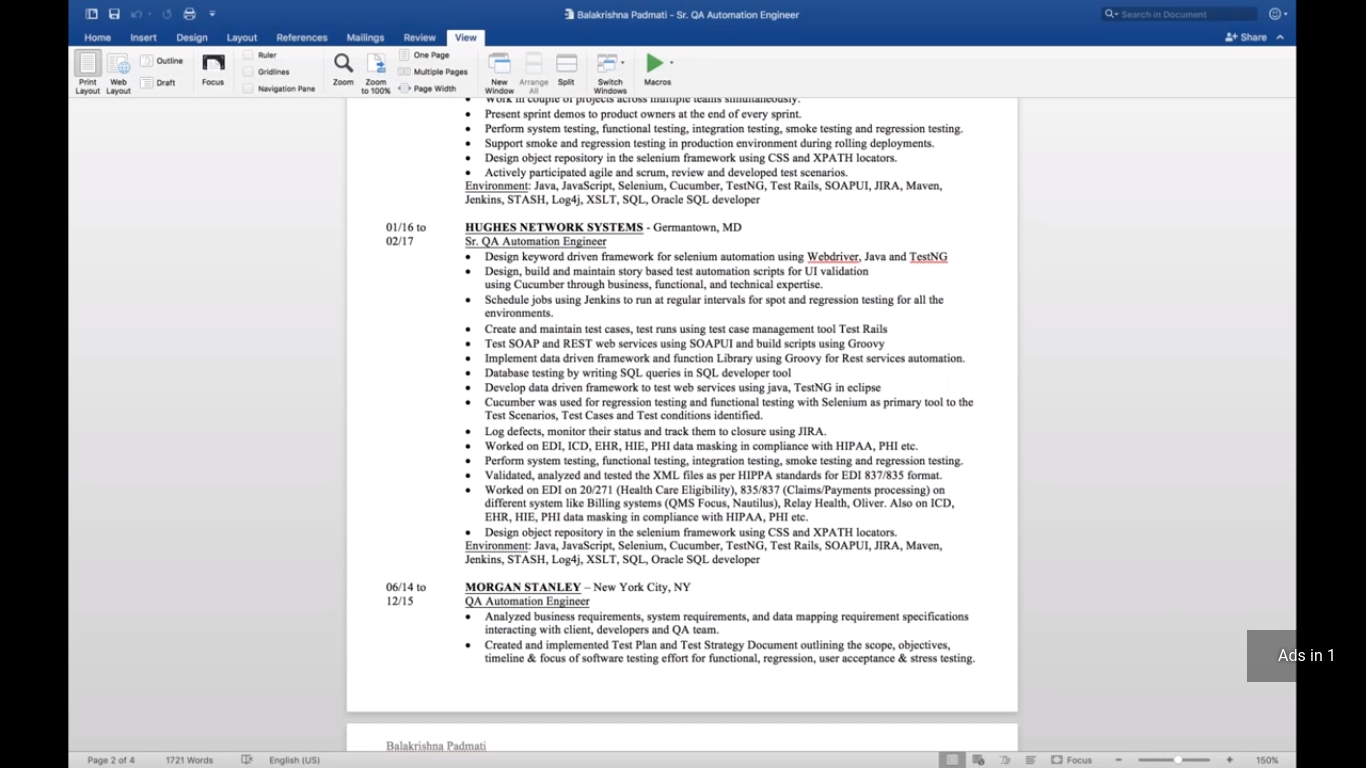 Balakrishna Padmati - Sr. QA Automation Engineer
Search in Document
Home Insert Design Layout References Mailings Review View Share
Print Layout
Web Layout
Outline
Draft
Focus
Ruler
Gridlines
Navigation Pane
Zoom
Zoom to 100%
One Page
Multiple Pages
Page Width
New Window
Arrange All
Split
Switch Windows
Macros
• Work in couple of projects across multiple teams simultaneously.
• Present sprint demos to product owners at the end of every sprint.
• Perform system testing, functional testing, integration testing, smoke testing and regression testing.
• Support smoke and regression testing in production environment during rolling deployments.
• Design object repository in the selenium framework using CSS and XPATH locators.
• Actively participated agile and scrum, review and developed test scenarios.
Environment: Java, JavaScript, Selenium, Cucumber, TestNG, Test Rails, SOAPUI, JIRA, Maven,
Jenkins, STASH, Log4j, XSLT, SQL, Oracle SQL developer
01/16 to HUGHES NETWORK SYSTEMS - Germantown, MD
02/17 Sr. QA Automation Engineer
• Design keyword driven framework for selenium automation using Webdriver, Java and TestNG
• Design, build and maintain story based test automation scripts for UI validation
using Cucumber through business, functional, and technical expertise.
• Schedule jobs using Jenkins to run at regular intervals for spot and regression testing for all the
environments.
• Create and maintain test cases, test runs using test case management tool Test Rails
• Test SOAP and REST web services using SOAPUI and build scripts using Groovy
• Implement data driven framework and function Library using Groovy for Rest services automation.
• Database testing by writing SQL queries in SQL developer tool
• Develop data driven framework to test web services using java, TestNG in eclipse
• Cucumber was used for regression testing and functional testing with Selenium as primary tool to the
Test Scenarios, Test Cases and Test conditions identified.
• Log defects, monitor their status and track them to closure using JIRA.
• Worked on EDI, ICD, EHR, HIE, PHI data masking in compliance with HIPAA, PHI etc.
• Perform system testing, functional testing, integration testing, smoke testing and regression testing.
• Validated, analyzed and tested the XML files as per HIPPA standards for EDI 837/835 format.
• Worked on EDI on 20/271 (Health Care Eligibility), 835/837 (Claims/Payments processing) on
different system like Billing systems (QMS Focus, Nautilus), Relay Health, Oliver. Also on ICD,
EHR, HIE, PHI data masking in compliance with HIPAA, PHI etc.
• Design object repository in the selenium framework using CSS and XPATH locators.
Environment: Java, JavaScript, Selenium, Cucumber, TestNG, Test Rails, SOAPUI, JIRA, Maven,
Jenkins, STASH, Log4j, XSLT, SQL, Oracle SQL developer
06/14 to MORGAN STANLEY – New York City, NY
12/15 QA Automation Engineer
• Analyzed business requirements, system requirements, and data mapping requirement specifications
interacting with client, developers and QA team.
• Created and implemented Test Plan and Test Strategy Document outlining the scope, objectives,
timeline & focus of software testing effort for functional, regression, user acceptance & stress testing.
Ads in 1
Balakrishna Padmati
Page 2 of 4 1721 Words English (US) Focus 150%